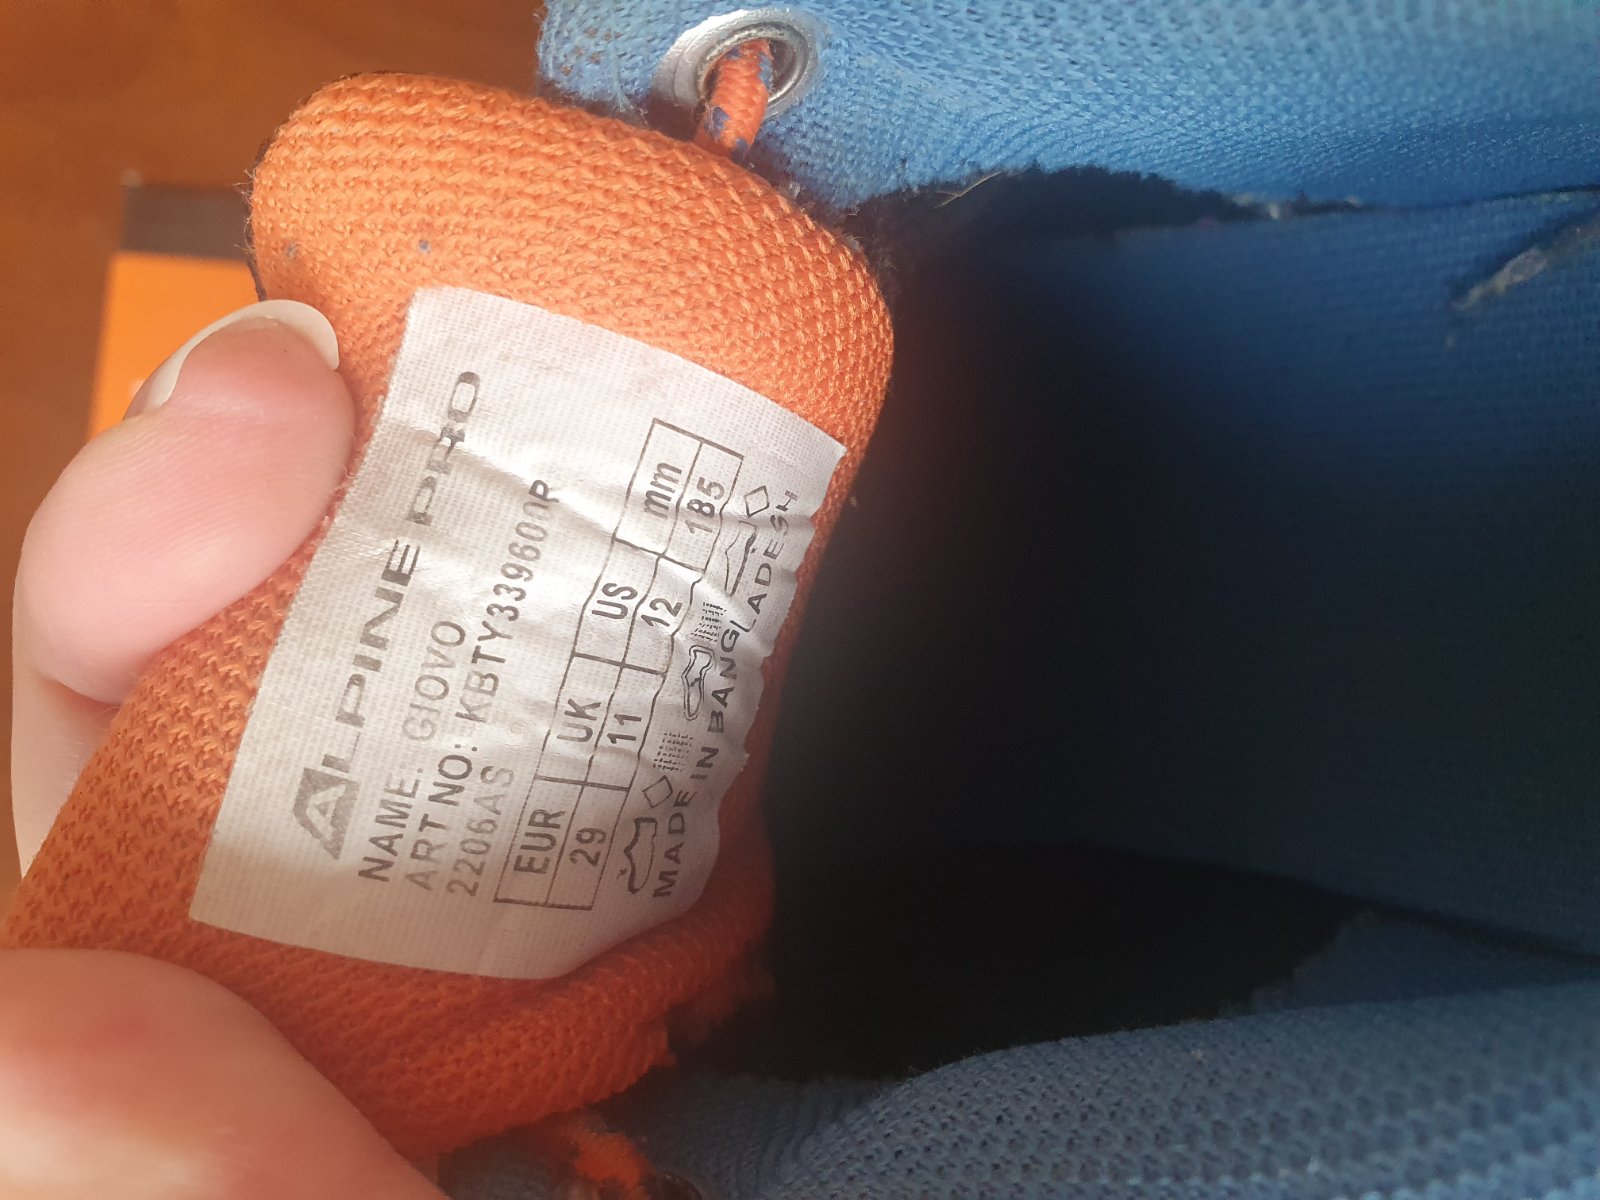 ALPINE PRO
NAME: GIOVO
ART NO: KBTY339600P
2206AS
EUR UK US mm
29 11 12 185
MADE IN BANGLADESH